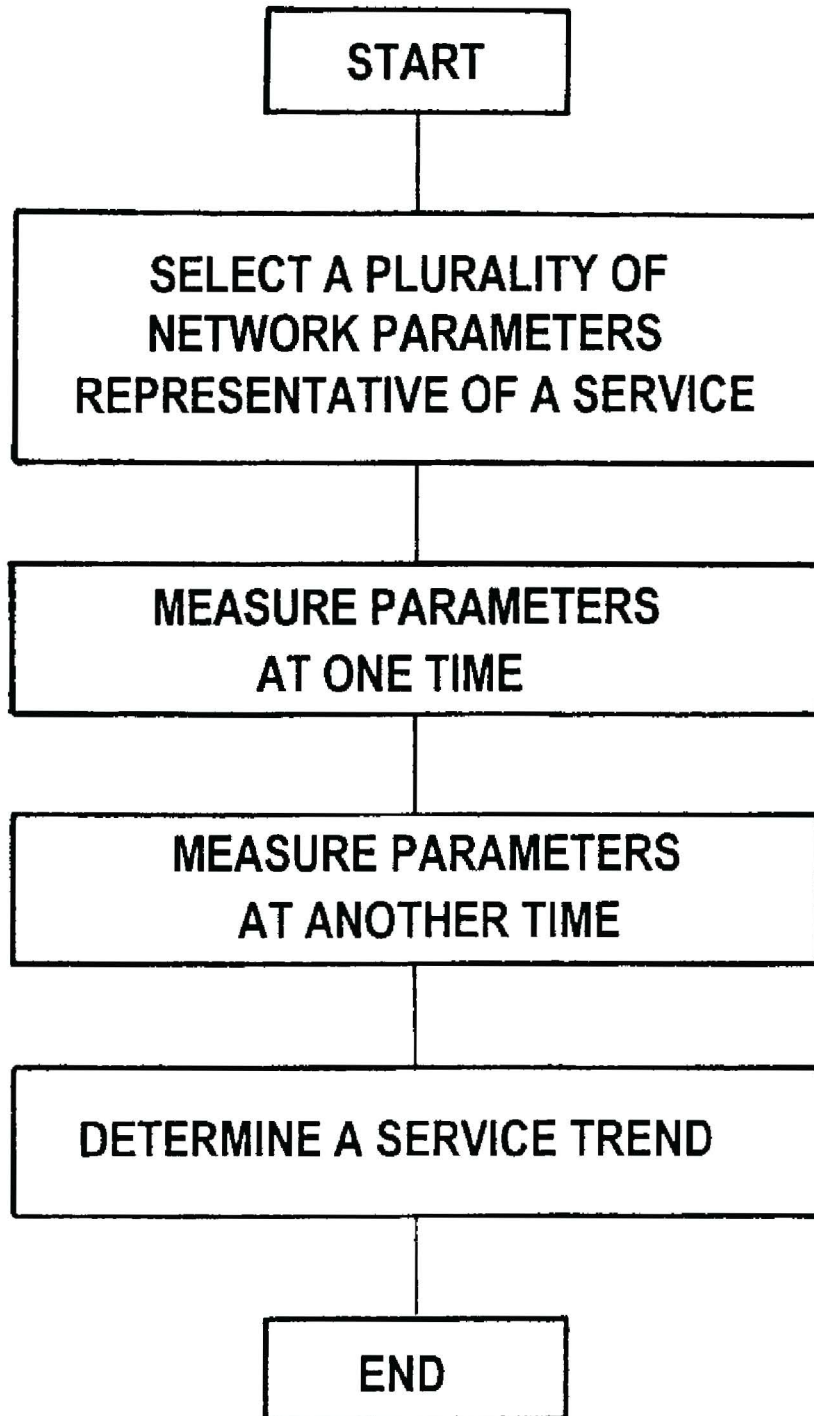 START
SELECT A PLURALITY OF
NETWORK PARAMETERS
REPRESENTATIVE OF A SERVICE
MEASURE PARAMETERS
AT ONE TIME
MEASURE PARAMETERS
AT ANOTHER TIME
DETERMINE A SERVICE TREND
END